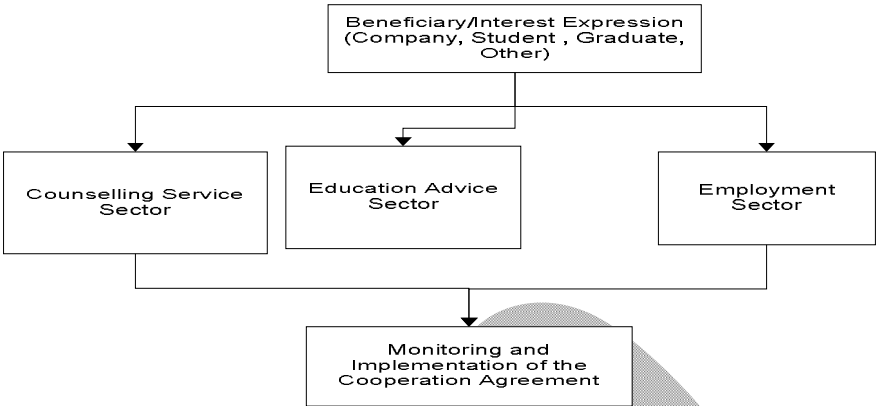 Beneficiary/Interest Expression
(Company, Student , Graduate,
Other)
Counselling Service
Sector
Education Advice
Sector
Employment
Sector
Monitoring and
Implementation of the
Cooperation Agreement